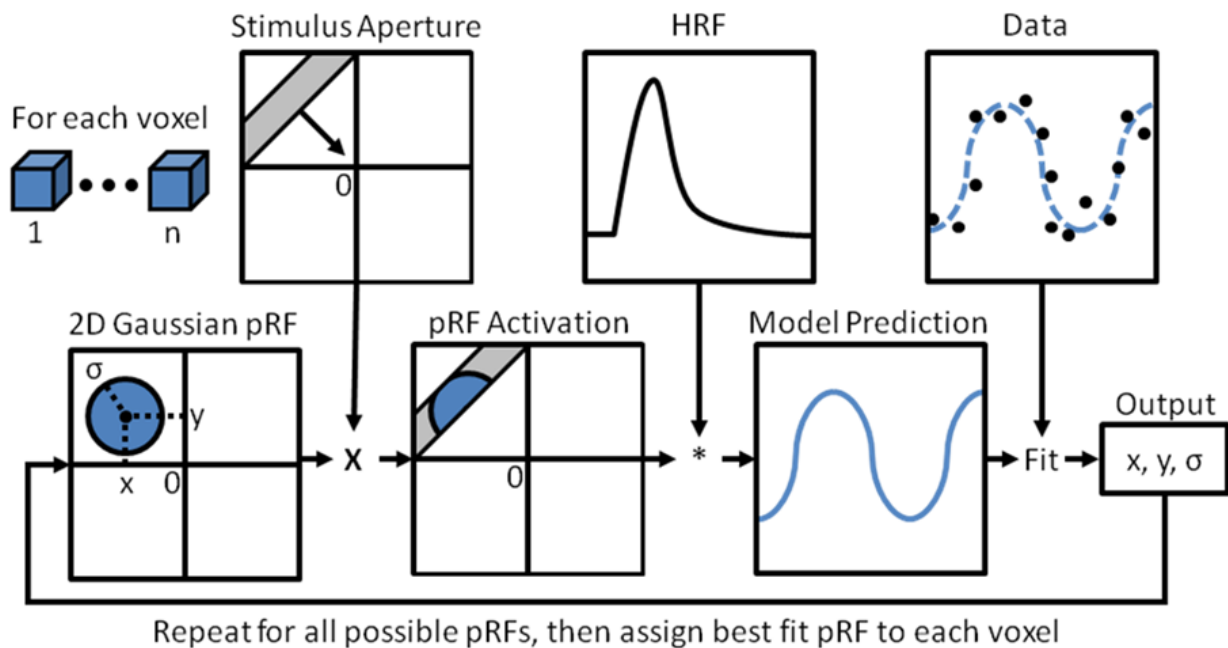 Stimulus Aperture
HRF
Data
For each voxel
1
n
0
2D Gaussian pRF
pRF Activation
Model Prediction
Output
σ
y
x
0
X
0
*
Fit
x, y, σ
Repeat for all possible pRFs, then assign best fit pRF to each voxel